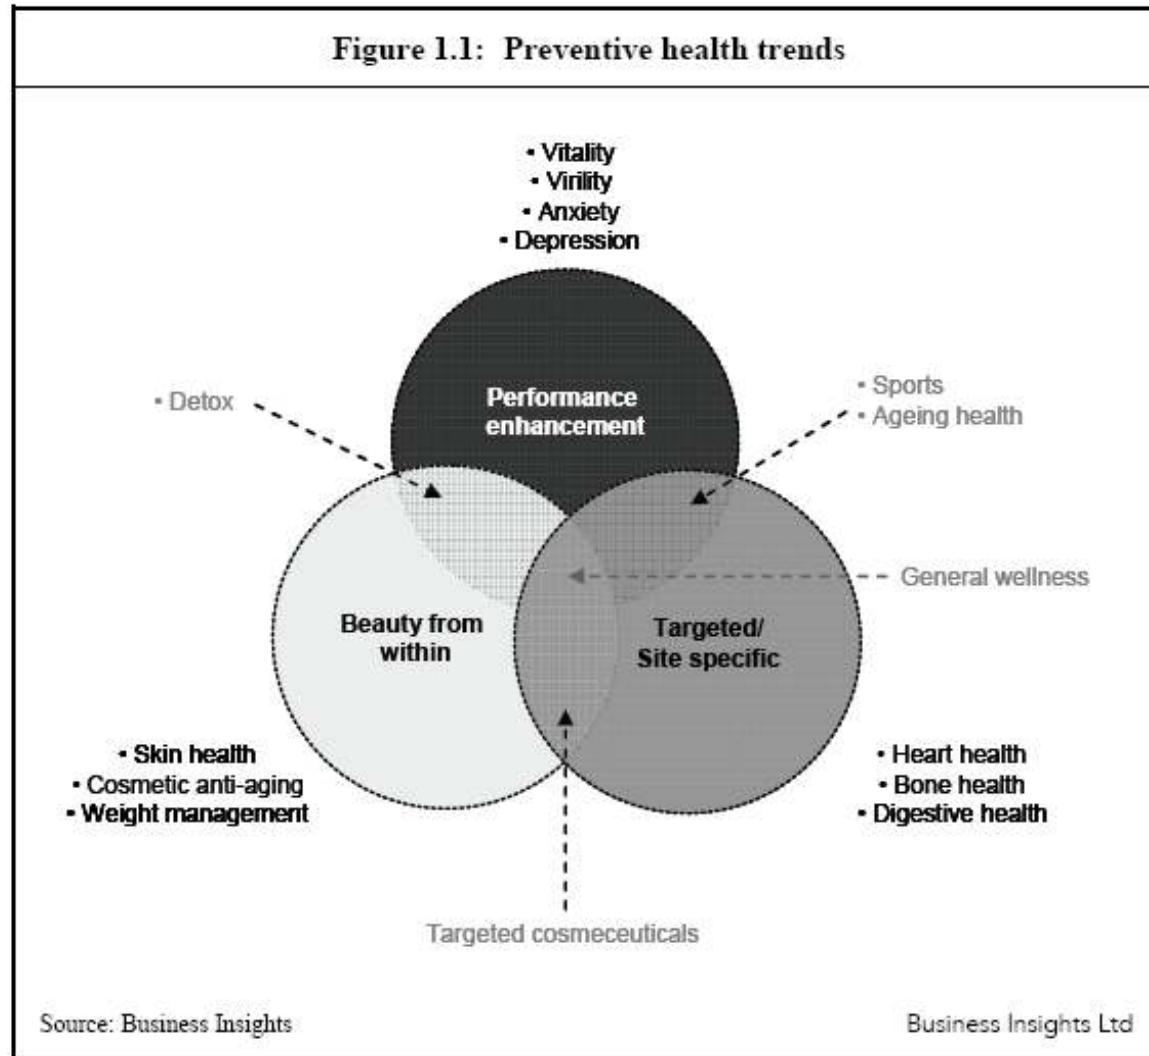 Figure 1.1: Preventive health trends
• Vitality
• Virility
• Anxiety
• Depression
• Detox
Performance
enhancement
• Sports
• Ageing health
General wellness
Beauty from
within
Targeted/
Site specific
• Skin health
• Cosmetic anti-aging
• Weight management
• Heart health
• Bone health
• Digestive health
Targeted cosmeceuticals
Source: Business Insights
Business Insights Ltd